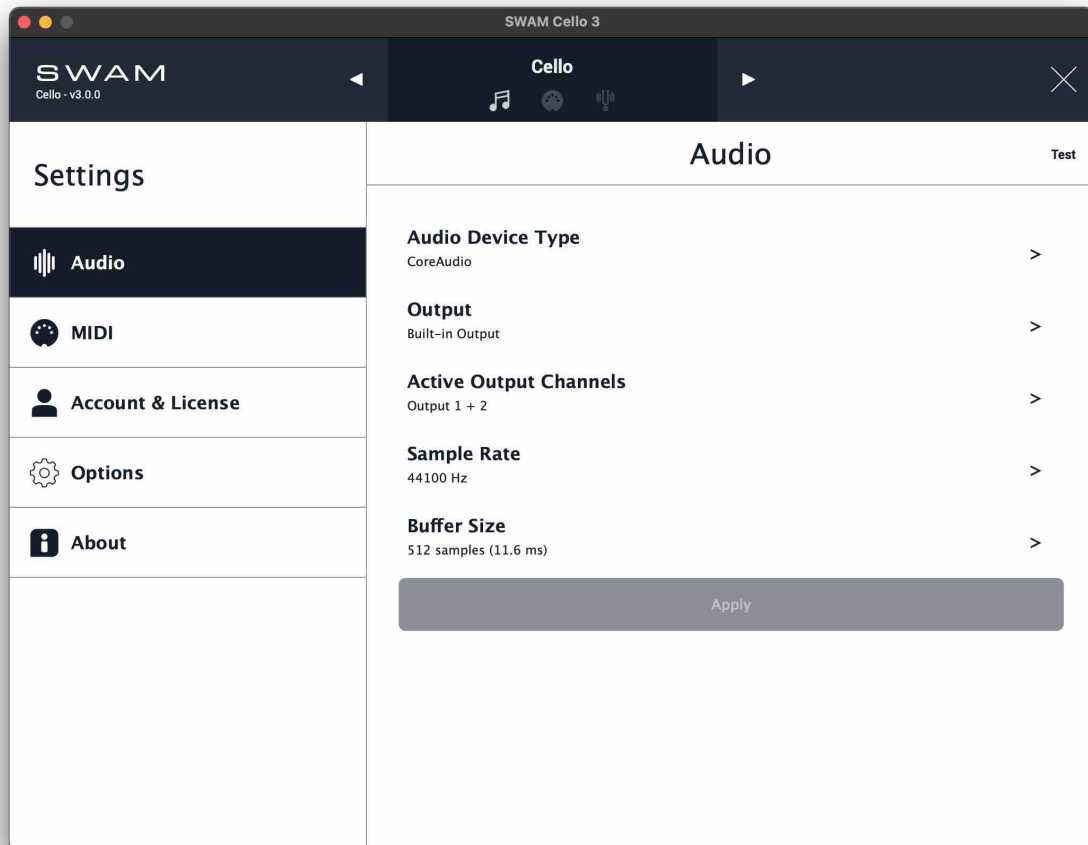 SWAM Cello 3
SWAM
Cello - v3.0.0
Cello
Settings
Audio
MIDI
Account & License
Options
About
Audio
Test
Audio Device Type
CoreAudio
>
Output
Built-in Output
>
Active Output Channels
Output 1 + 2
>
Sample Rate
44100 Hz
>
Buffer Size
512 samples (11.6 ms)
>
Apply